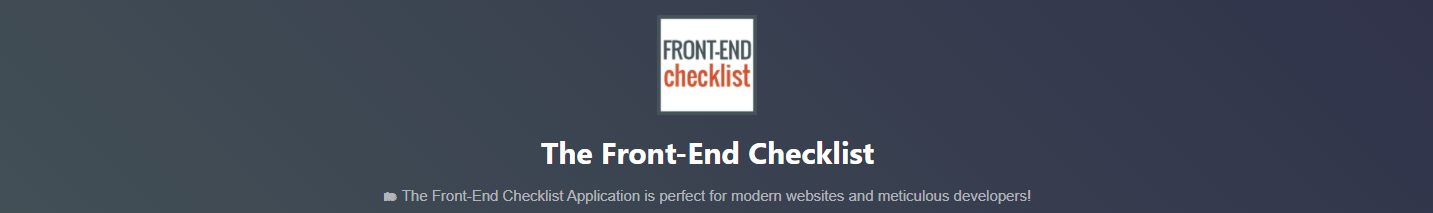 FRONT-END
checklist
The Front-End Checklist
The Front-End Checklist Application is perfect for modern websites and meticulous developers!